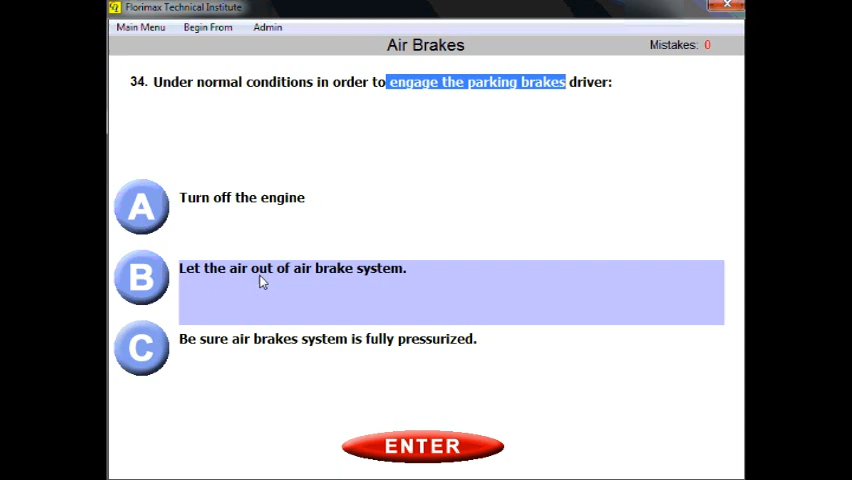 Florimax Technical Institute
Main Menu Begin From Admin
Air Brakes Mistakes: 0
34. Under normal conditions in order to engage the parking brakes driver:
A Turn off the engine
B Let the air out of air brake system.
C Be sure air brakes system is fully pressurized.
ENTER